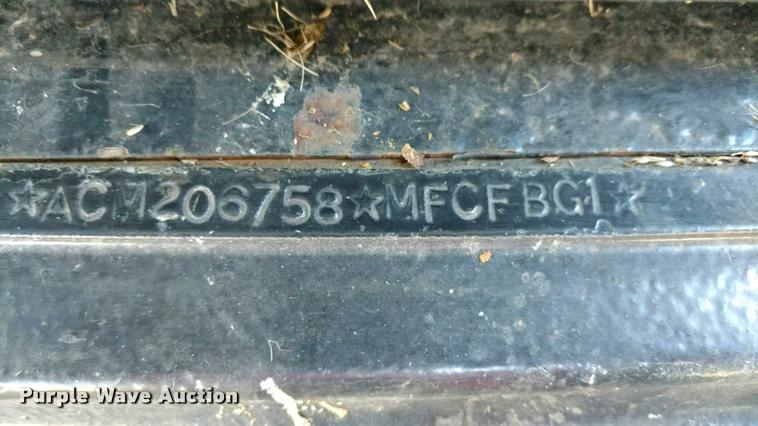 ☆ACM206758☆MFCFBG1☆
Purple Wave Auction